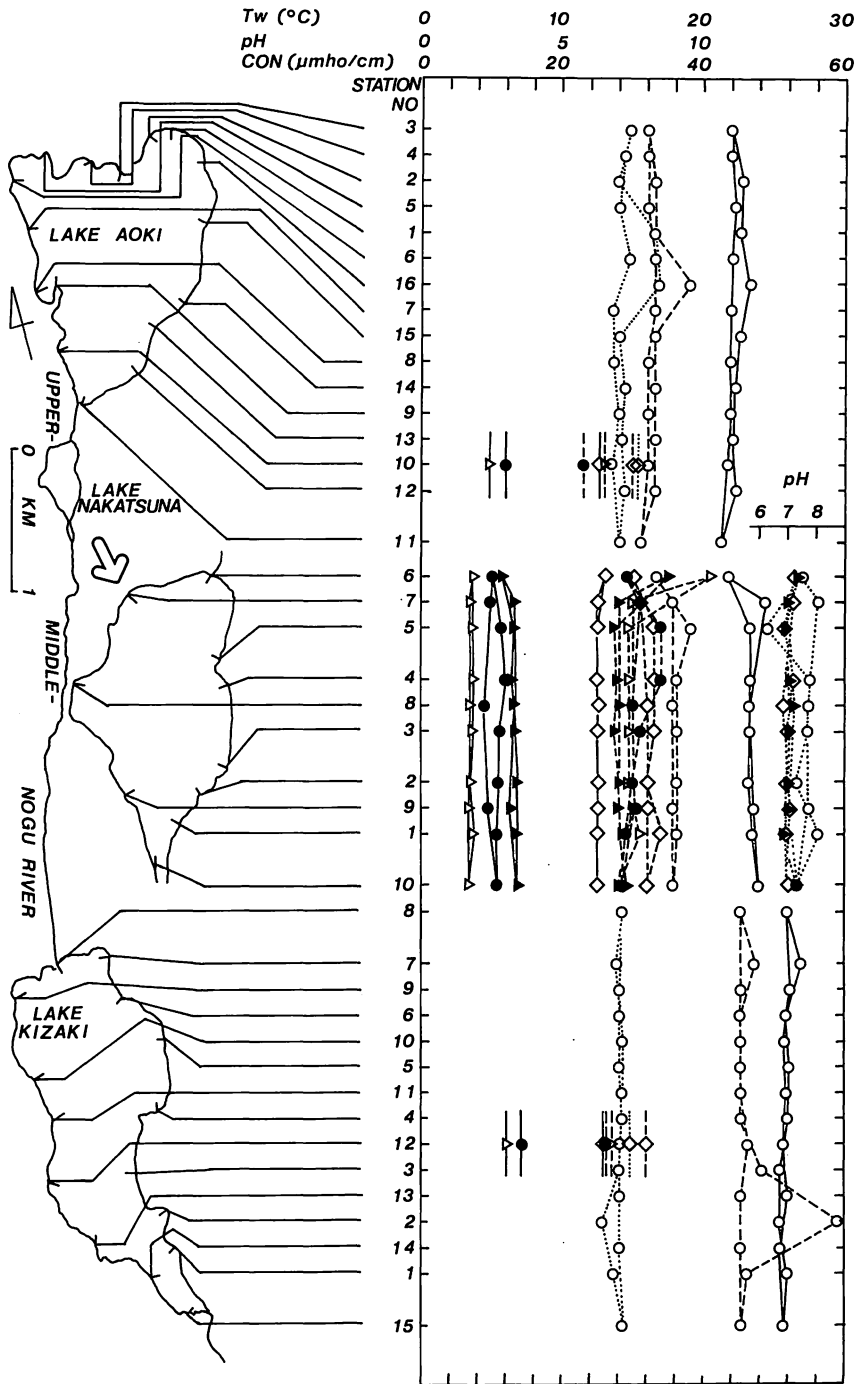 Tw (°C) 0 10 20 30
pH 0 5 10
CON (µmho/cm) 0 20 40 60
STATION
NO
3
4
2
5
LAKE AOKI
1
6
16
7
15
8
14
9
13
UPPER-
10
0
KM
1
LAKE
NAKATSUNA
12
pH
6 7 8
11
6
7
5
MIDDLE-
4
8
3
2
9
NOGU RIVER
1
10
8
7
9
LAKE
KIZAKI
6
10
5
11
4
12
3
13
2
14
1
15